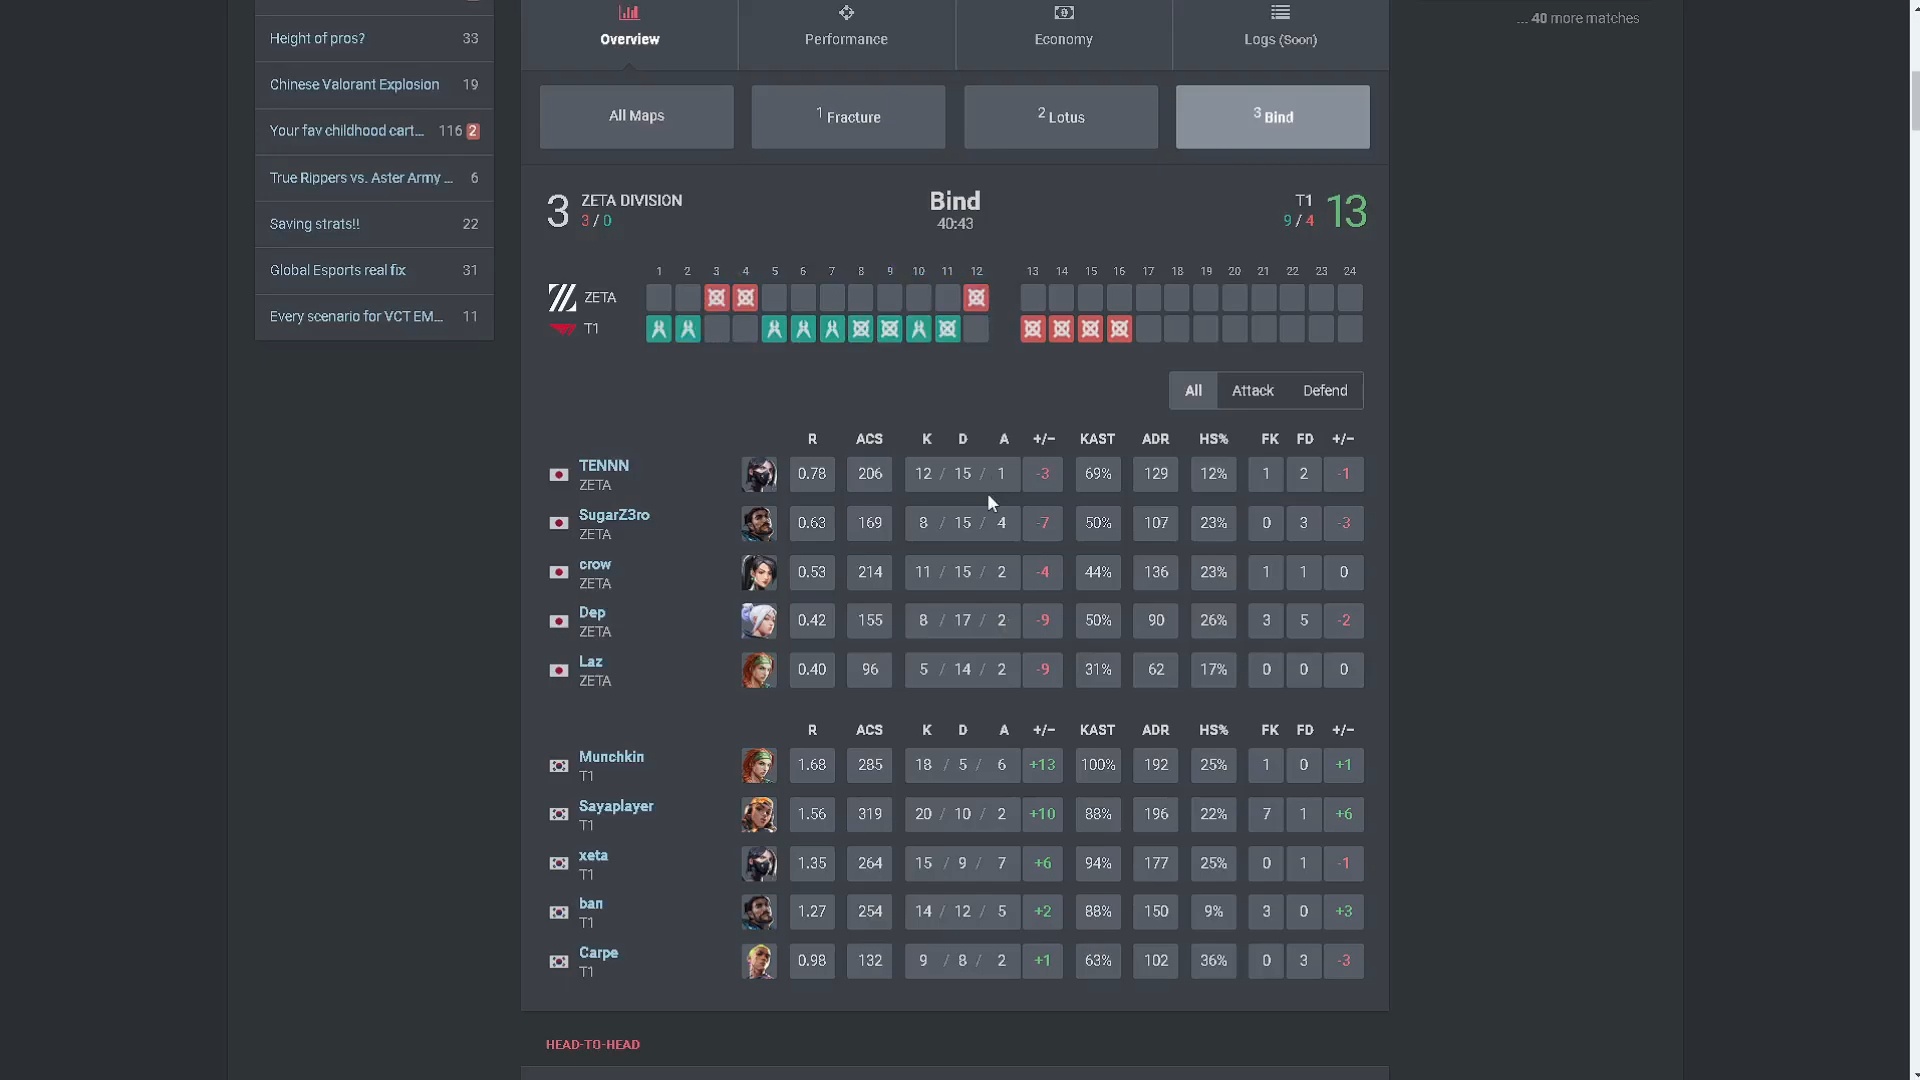 ... 40 more matches
Height of pros? 33
Chinese Valorant Explosion 19
Your fav childhood cart... 116 2
True Rippers vs. Aster Army ... 6
Saving strats!! 22
Global Esports real fix 31
Every scenario for VCT EM... 11
Overview Performance Economy Logs (Soon)
All Maps 1 Fracture 2 Lotus 3 Bind
3 ZETA DIVISION Bind T1 13
3 / 0 40:43 9 / 4
1 2 3 4 5 6 7 8 9 10 11 12 13 14 15 16 17 18 19 20 21 22 23 24
ZETA
T1
All Attack Defend
R ACS K D A +/– KAST ADR HS% FK FD +/–
TENNN
ZETA
0.78 206 12 / 15 / 1 -3 69% 129 12% 1 2 -1
SugarZ3ro
ZETA
0.63 169 8 / 15 / 4 -7 50% 107 23% 0 3 -3
crow
ZETA
0.53 214 11 / 15 / 2 -4 44% 136 23% 1 1 0
Dep
ZETA
0.42 155 8 / 17 / 2 -9 50% 90 26% 3 5 -2
Laz
ZETA
0.40 96 5 / 14 / 2 -9 31% 62 17% 0 0 0
R ACS K D A +/– KAST ADR HS% FK FD +/–
Munchkin
T1
1.68 285 18 / 5 / 6 +13 100% 192 25% 1 0 +1
Sayaplayer
T1
1.56 319 20 / 10 / 2 +10 88% 196 22% 7 1 +6
xeta
T1
1.35 264 15 / 9 / 7 +6 94% 177 25% 0 1 -1
ban
T1
1.27 254 14 / 12 / 5 +2 88% 150 9% 3 0 +3
Carpe
T1
0.98 132 9 / 8 / 2 +1 63% 102 36% 0 3 -3
HEAD-TO-HEAD